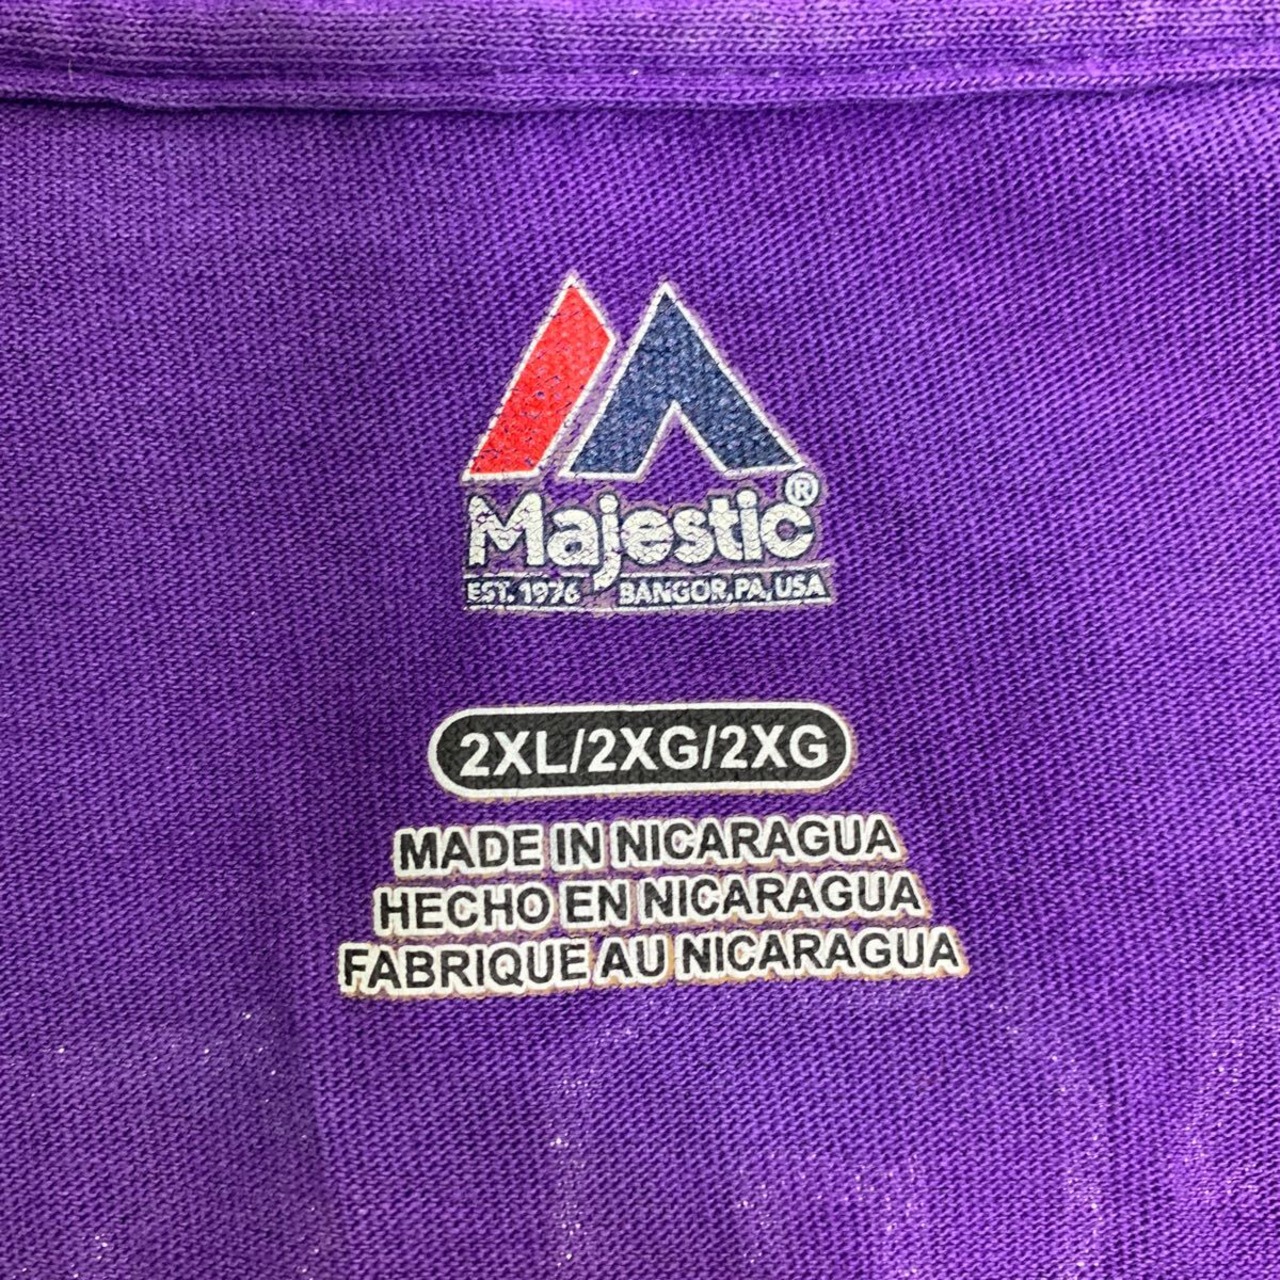 Majestic®
EST. 1976 BANGOR, PA, USA
2XL/2XG/2XG
MADE IN NICARAGUA
HECHO EN NICARAGUA
FABRIQUE AU NICARAGUA